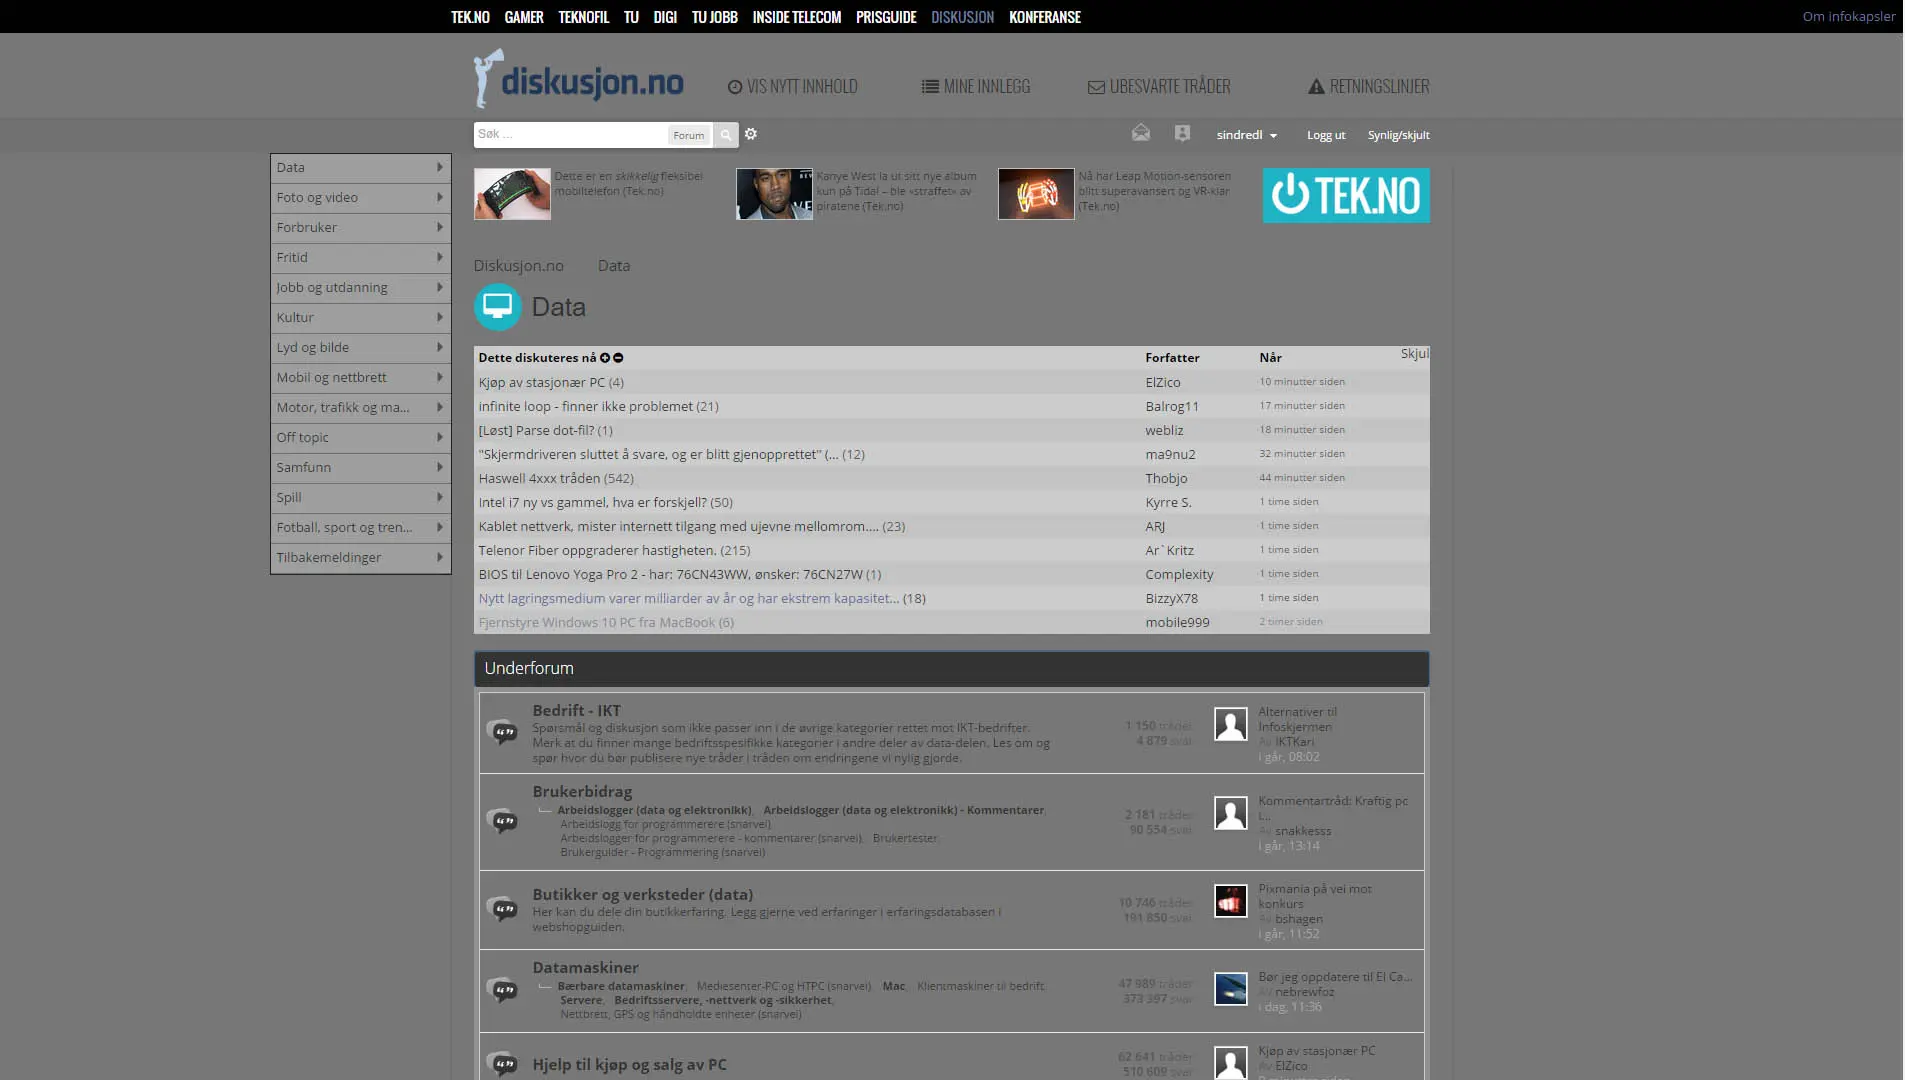 TEK.NO GAMER TEKNOFIL TU DIGI TU JOBB INSIDE TELECOM PRISGUIDE DISKUSJON KONFERANSE Om infokapsler
diskusjon.no VIS NYTT INNHOLD MINE INNLEGG UBESVARTE TRÅDER RETNINGSLINJER
Søk ... Forum sindredl Logg ut Synlig/skjult
Data
Foto og video
Forbruker
Fritid
Jobb og utdanning
Kultur
Lyd og bilde
Mobil og nettbrett
Motor, trafikk og ma...
Off topic
Samfunn
Spill
Fotball, sport og tren...
Tilbakemeldinger
Dette er en skikkelig fleksibel
mobiltelefon (Tek.no)
Kanye West la ut sitt nye album
kun på Tidal – ble «straffet» av
piratene (Tek.no)
Nå har Leap Motion-sensoren
blitt superavansert og VR-klar
(Tek.no)
TEK.NO
Diskusjon.no Data
Data
Dette diskuteres nå Forfatter Når Skjul
Kjøp av stasjonær PC (4) ElZico 10 minutter siden
infinite loop - finner ikke problemet (21) Balrog11 17 minutter siden
[Løst] Parse dot-fil? (1) webliz 18 minutter siden
"Skjermdriveren sluttet å svare, og er blitt gjenopprettet" (... (12) ma9nu2 32 minutter siden
Haswell 4xxx tråden (542) Thobjo 44 minutter siden
Intel i7 ny vs gammel, hva er forskjell? (50) Kyrre S. 1 time siden
Kablet nettverk, mister internett tilgang med ujevne mellomrom.... (23) ARJ 1 time siden
Telenor Fiber oppgraderer hastigheten. (215) Ar`Kritz 1 time siden
BIOS til Lenovo Yoga Pro 2 - har: 76CN43WW, ønsker: 76CN27W (1) Complexity 1 time siden
Nytt lagringsmedium varer milliarder av år og har ekstrem kapasitet... (18) BizzyX78 1 time siden
Fjernstyre Windows 10 PC fra MacBook (6) mobile999 2 timer siden
Underforum
Bedrift - IKT
Spørsmål og diskusjon som ikke passer inn i de øvrige kategorier rettet mot IKT-bedrifter.
Merk at du finner mange bedriftsspesifikke kategorier i andre deler av data-delen. Les om og
spør hvor du bør publisere nye tråder i tråden om endringene vi nylig gjorde.
1 150 tråder
4 879 svar
Alternativer til
Infoskjermen
Av IKTKari
i går, 08:02
Brukerbidrag
Arbeidslogger (data og elektronikk), Arbeidslogger (data og elektronikk) - Kommentarer,
Arbeidslogg for programmerere (snarvei),
Arbeidslogger for programmerere - kommentarer (snarvei), Brukertester,
Brukerguider - Programmering (snarvei)
2 181 tråder
90 554 svar
Kommentartråd: Kraftig pc
i...
Av snakkesss
i går, 13:14
Butikker og verksteder (data)
Her kan du dele din butikkerfaring. Legg gjerne ved erfaringer i erfaringsdatabasen i
webshopguiden.
10 746 tråder
191 850 svar
Pixmania på vei mot
konkurs
Av bshagen
i går, 11:52
Datamaskiner
Bærbare datamaskiner, Mediesenter-PC og HTPC (snarvei), Mac, Klientmaskiner til bedrift,
Servere, Bedriftsservere, -nettverk og -sikkerhet,
Nettbrett, GPS og håndholdte enheter (snarvei)
47 989 tråder
373 397 svar
Bør jeg oppdatere til El Ca...
Av nebrewfoz
i dag, 11:36
Hjelp til kjøp og salg av PC
62 641 tråder
510 609 svar
Kjøp av stasjonær PC
Av ElZico